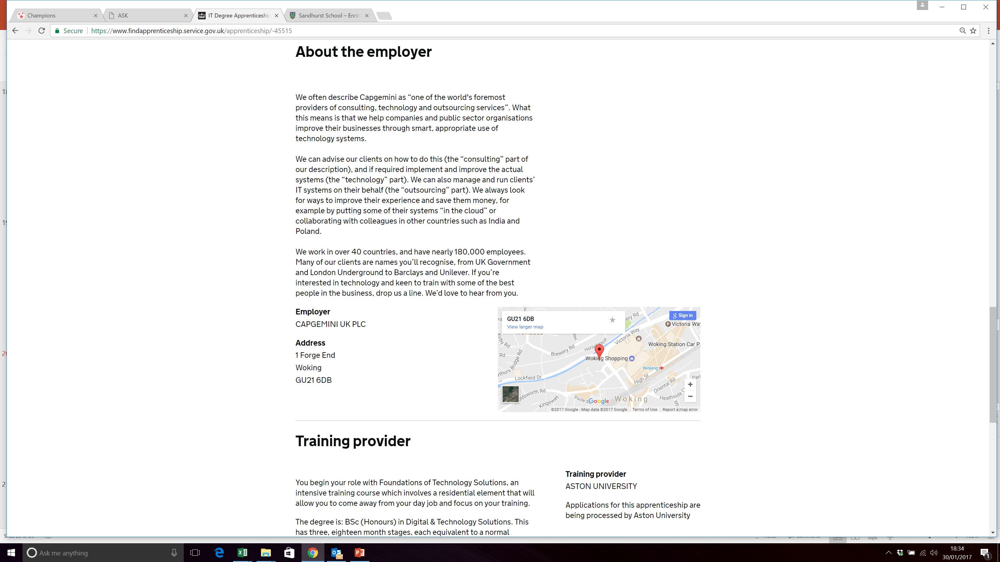 Champions
ASK
IT Degree Apprenticeship
Sandhurst School – Enric
Secure
https://www.findapprenticeship.service.gov.uk/apprenticeship/-45515
About the employer
We often describe Capgemini as “one of the world's foremost
providers of consulting, technology and outsourcing services”. What
this means is that we help companies and public sector organisations
improve their businesses through smart, appropriate use of
technology systems.
We can advise our clients on how to do this (the “consulting” part of
our description), and if required implement and improve the actual
systems (the “technology” part). We can also manage and run clients’
IT systems on their behalf (the “outsourcing” part). We always look
for ways to improve their experience and save them money, for
example by putting some of their systems “in the cloud” or
collaborating with colleagues in other countries such as India and
Poland.
We work in over 40 countries, and have nearly 180,000 employees.
Many of our clients are names you’ll recognise, from UK Government
and London Underground to Barclays and Unilever. If you’re
interested in technology and keen to train with some of the best
people in the business, drop us a line. We’d love to hear from you.
Employer
CAPGEMINI UK PLC
Address
1 Forge End
Woking
GU21 6DB
GU21 6DB
View larger map
Sign in
Victoria Way
Victoria Way
Kirby Rd
Horsell Moor
Woking Station Car P
Brewery Rd
Rd
Woking Shopping
Woking
Lockfield Dr
High St
Oriental Rd
Kingsway
Google
Woking
Heathside
©2017 Google - Map data ©2017 Google
Terms of Use
Report a map error
Training provider
You begin your role with Foundations of Technology Solutions, an
intensive training course which involves a residential element that will
allow you to come away from your day job and focus on your training.
The degree is: BSc (Honours) in Digital & Technology Solutions. This
has three, eighteen month stages, each equivalent to a normal
Training provider
ASTON UNIVERSITY
Applications for this apprenticeship are
being processed by Aston University
Ask me anything
18:34
30/01/2017
1